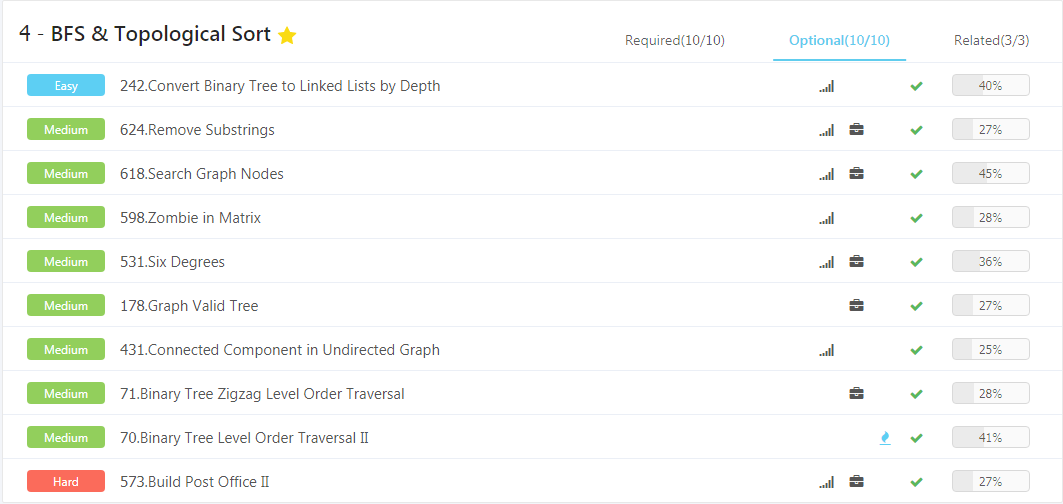 4 - BFS & Topological Sort Required(10/10) Optional(10/10) Related(3/3)
Easy 242.Convert Binary Tree to Linked Lists by Depth 40%
Medium 624.Remove Substrings 27%
Medium 618.Search Graph Nodes 45%
Medium 598.Zombie in Matrix 28%
Medium 531.Six Degrees 36%
Medium 178.Graph Valid Tree 27%
Medium 431.Connected Component in Undirected Graph 25%
Medium 71.Binary Tree Zigzag Level Order Traversal 28%
Medium 70.Binary Tree Level Order Traversal II 41%
Hard 573.Build Post Office II 27%